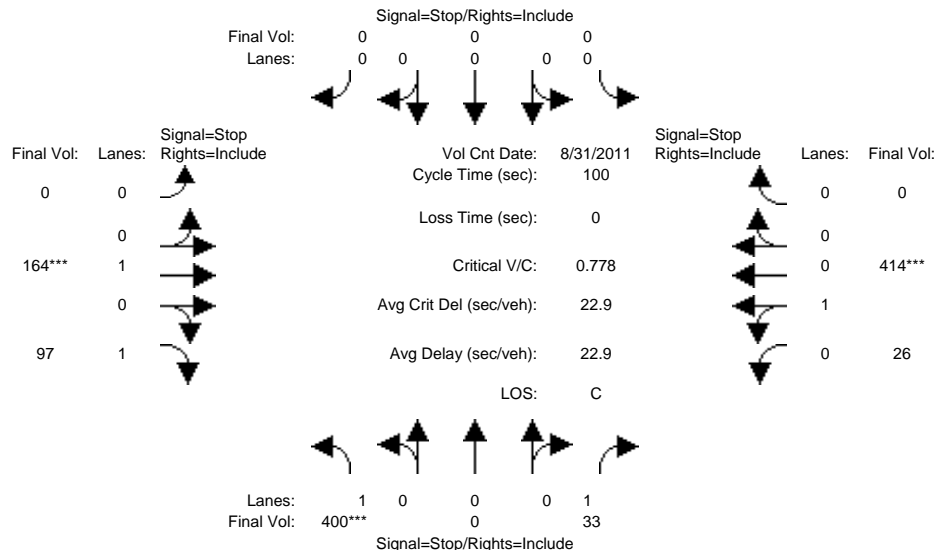 Signal=Stop/Rights=Include
Final Vol: 0 0 0
Lanes: 0 0 0 0 0
Signal=Stop
Final Vol: Lanes: Rights=Include
Vol Cnt Date: 8/31/2011
Signal=Stop
Rights=Include Lanes: Final Vol:
Cycle Time (sec): 100
0 0
0 0
Loss Time (sec): 0
0
0
164*** 1
Critical V/C: 0.778
0 414***
0
Avg Crit Del (sec/veh): 22.9
1
97 1
Avg Delay (sec/veh): 22.9
0 26
LOS: C
Lanes: 1 0 0 0 1
Final Vol: 400*** 0 33
Signal=Stop/Rights=Include